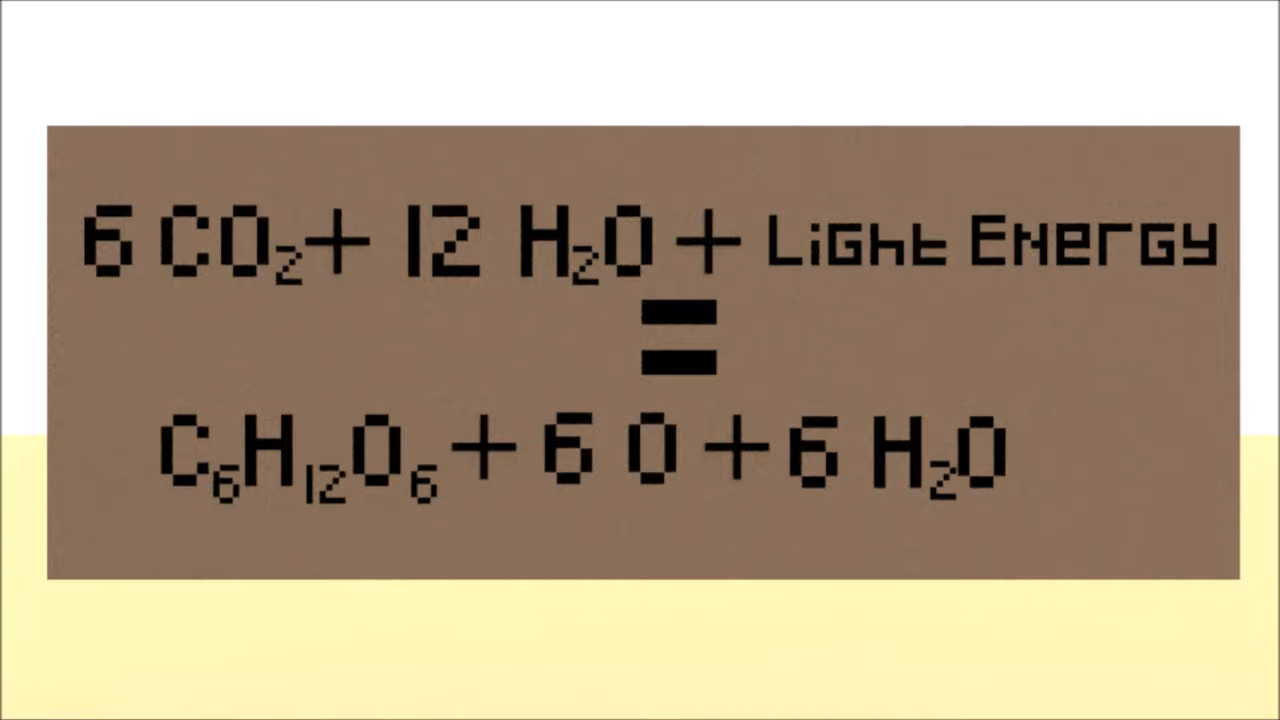 6 CO₂ + 12 H₂O + Light Energy
=
C₆H₁₂O₆ + 6 O + 6 H₂O